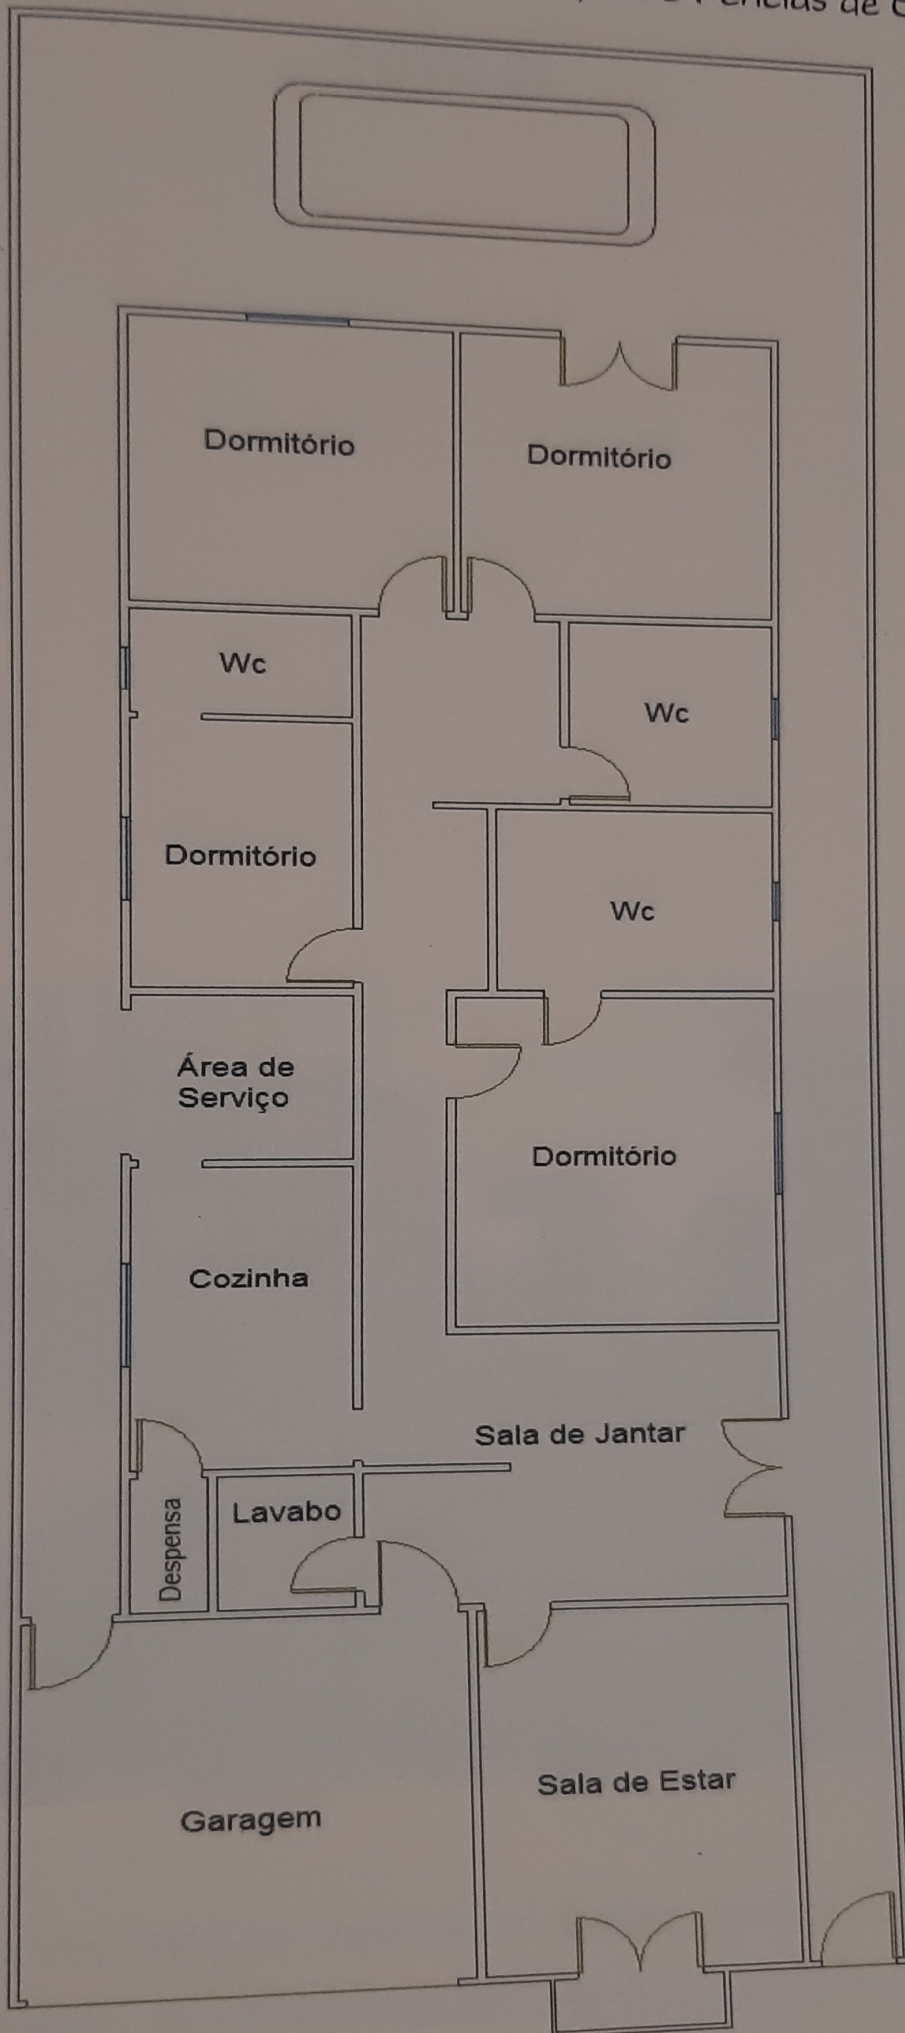 de
Dormitório
Dormitório
Wc
Wc
Dormitório
Wc
Área de
Serviço
Dormitório
Cozinha
Sala de Jantar
Lavabo
Despensa
Sala de Estar
Garagem